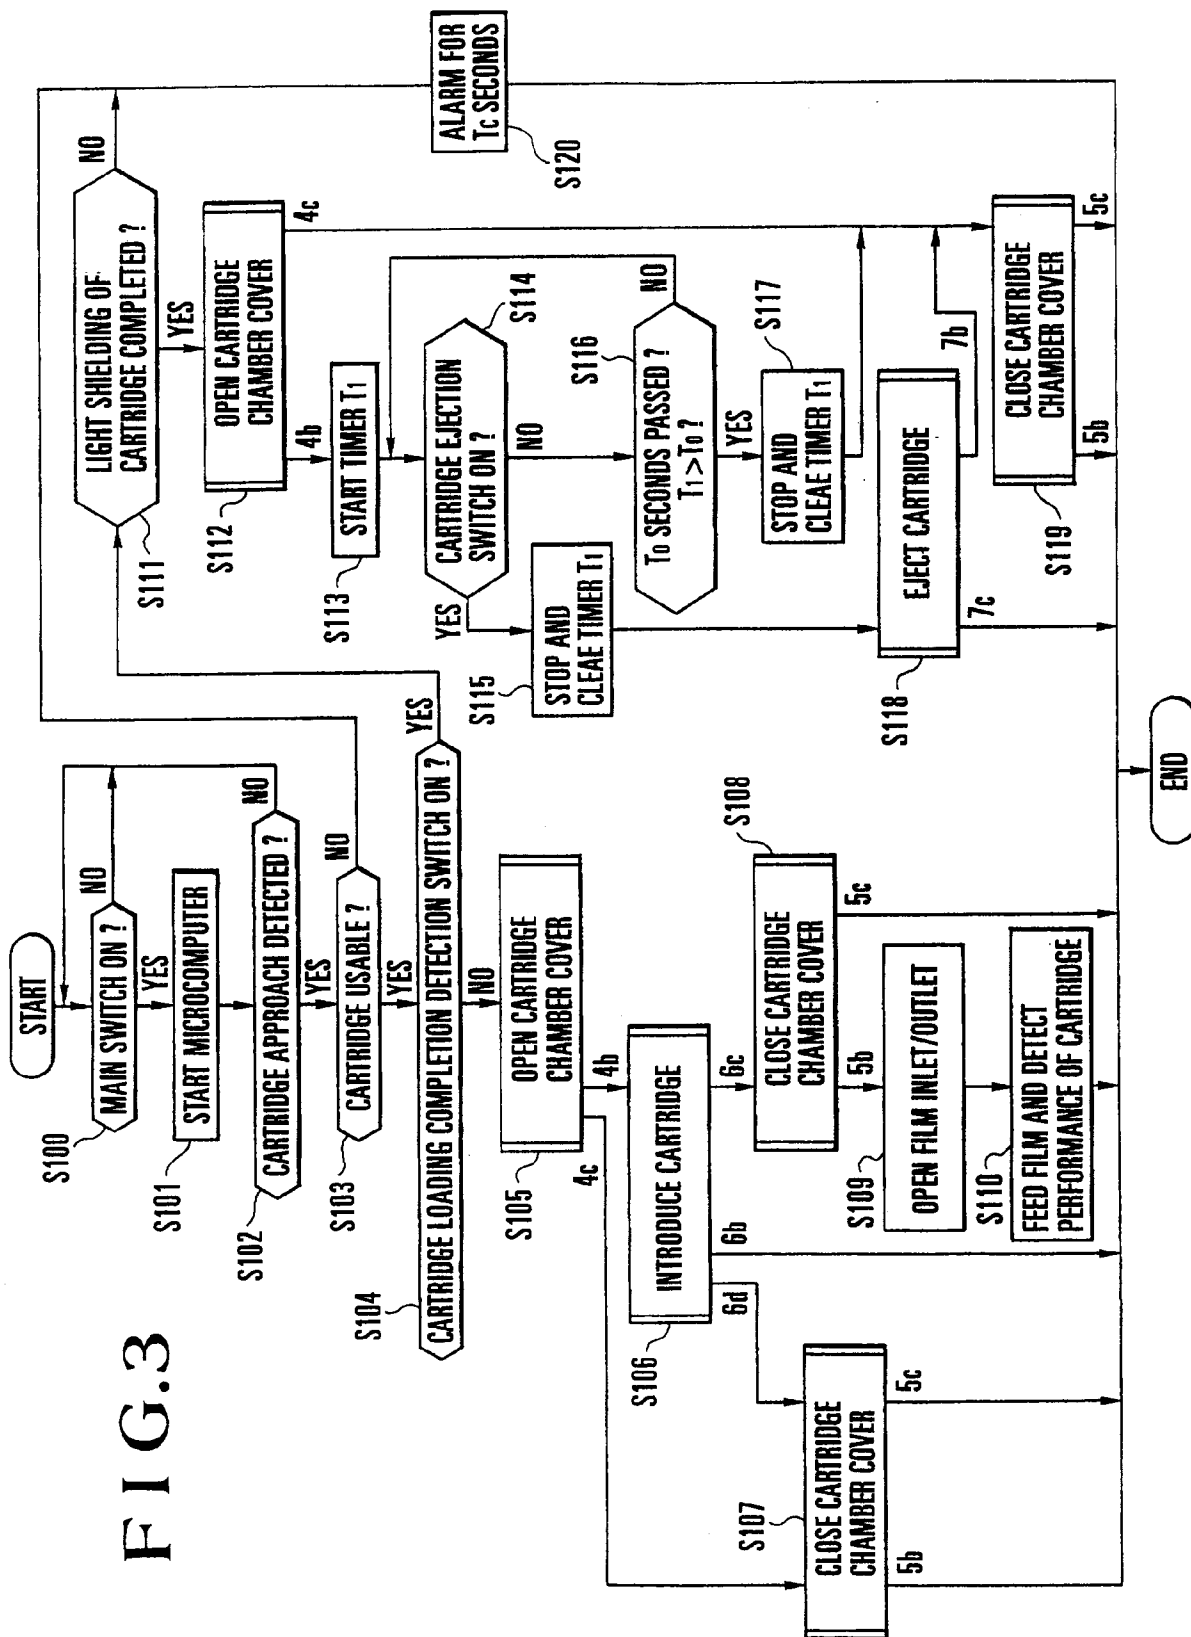 FIG.3
START
MAIN SWITCH ON ?
S100
NO
YES
START MICROCOMPUTER
S101
CARTRIDGE APPROACH DETECTED ?
S102
NO
YES
CARTRIDGE USABLE ?
S103
NO
YES
CARTRIDGE LOADING COMPLETION DETECTION SWITCH ON ?
S104
YES
NO
OPEN CARTRIDGE
CHAMBER COVER
S105
4c
4b
INTRODUCE CARTRIDGE
S106
6d
6b
6c
CLOSE CARTRIDGE
CHAMBER COVER
S107
5b
5c
CLOSE CARTRIDGE
CHAMBER COVER
S108
5b
5c
OPEN FILM INLET/OUTLET
S109
FEED FILM AND DETECT
PERFORMANCE OF CARTRIDGE
S110
LIGHT SHIELDING OF
CARTRIDGE COMPLETED ?
S111
NO
YES
OPEN CARTRIDGE
CHAMBER COVER
S112
4b
4c
START TIMER T1
S113
CARTRIDGE EJECTION
SWITCH ON ?
S114
YES
NO
STOP AND
CLEAE TIMER T1
S115
T0 SECONDS PASSED ?
T1>T0 ?
S116
NO
YES
STOP AND
CLEAE TIMER T1
S117
EJECT CARTRIDGE
S118
7c
7b
CLOSE CARTRIDGE
CHAMBER COVER
S119
5b
5c
ALARM FOR
TC SECONDS
S120
END